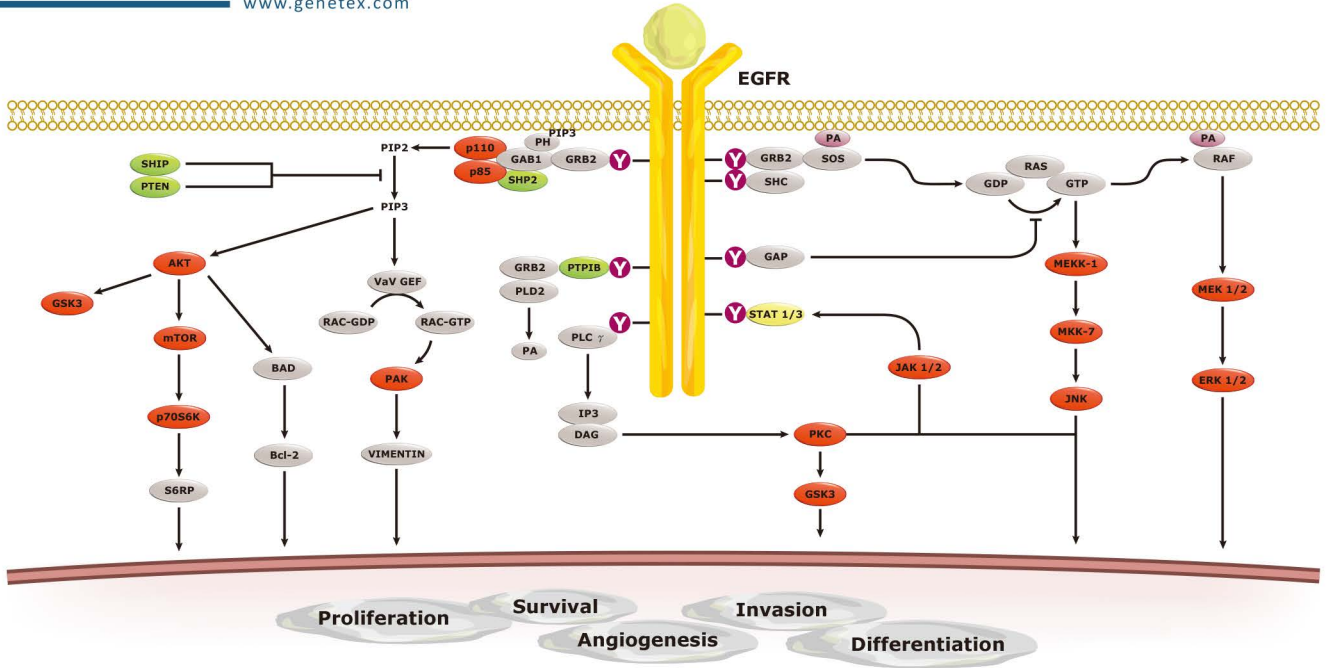 www.genetex.com
EGFR
PIP3
PH
PIP2
p110
GAB1
GRB2
Y
p85
SHP2
SHIP
PTEN
PIP3
Y
GRB2
SOS
PA
Y
SHC
RAS
GDP
GTP
PA
RAF
AKT
GSK3
mTOR
BAD
p70S6K
Bcl-2
S6RP
VaV GEF
RAC-GDP
RAC-GTP
PAK
VIMENTIN
GRB2
PTPIB
Y
PLD2
PA
Y
PLC γ
IP3
DAG
Y
GAP
Y
STAT 1/3
JAK 1/2
PKC
GSK3
MEKK-1
MKK-7
JNK
MEK 1/2
ERK 1/2
Proliferation
Survival
Angiogenesis
Invasion
Differentiation